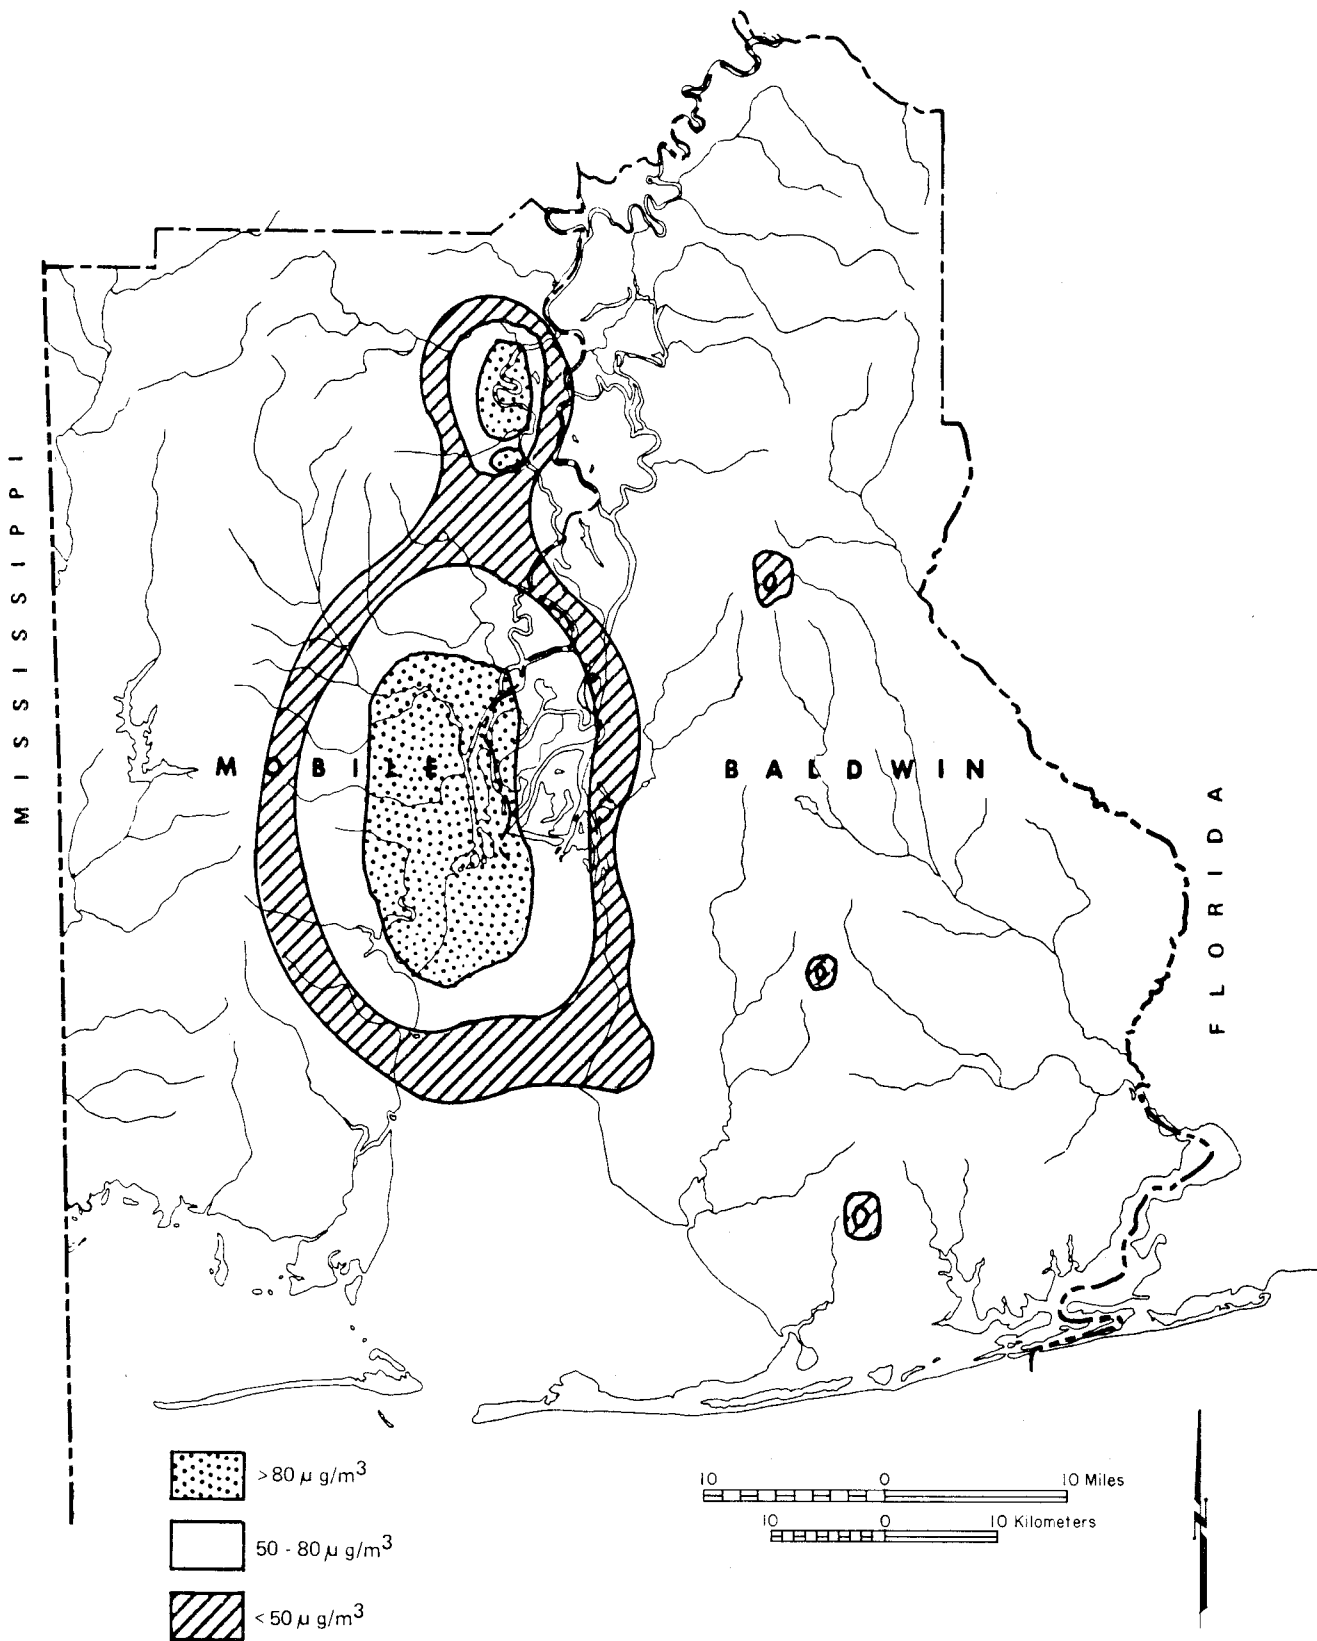 MISSISSIPPI
MOBILE
BALDWIN
FLORIDA
>80 μ g/m³
50 - 80 μ g/m³
<50 μ g/m³
10 0 10 Miles
10 0 10 Kilometers
N